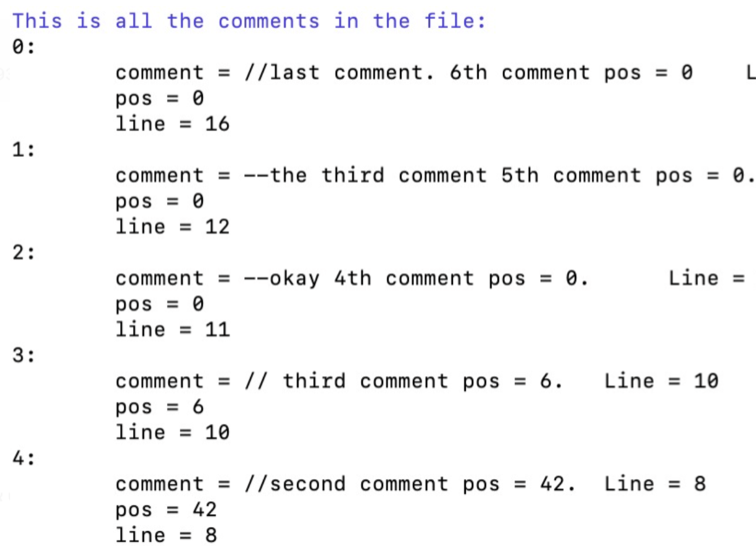 This is all the comments in the file:
0:
comment = //last comment. 6th comment pos = 0 L
pos = 0
line = 16
1:
comment = --the third comment 5th comment pos = 0.
pos = 0
line = 12
2:
comment = --okay 4th comment pos = 0. Line =
pos = 0
line = 11
3:
comment = // third comment pos = 6. Line = 10
pos = 6
line = 10
4:
comment = //second comment pos = 42. Line = 8
pos = 42
line = 8